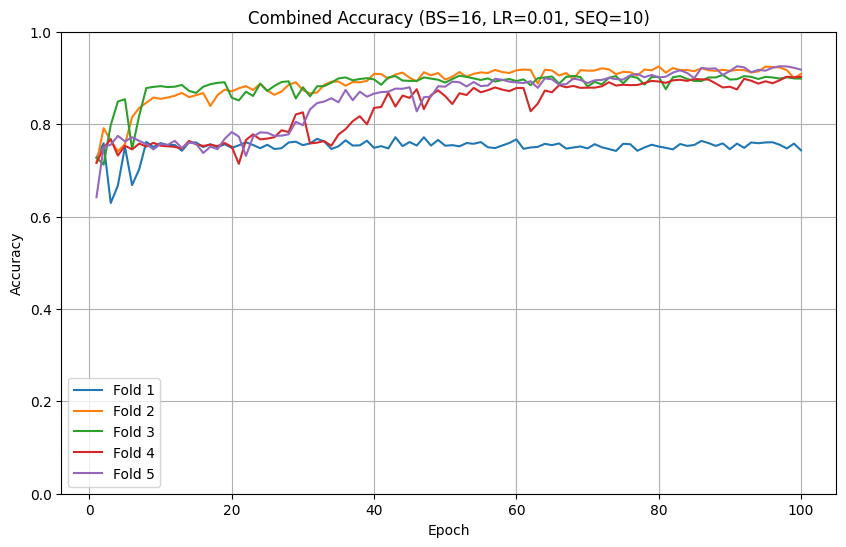 Combined Accuracy (BS=16, LR=0.01, SEQ=10)
1.0
0.8
0.6
0.4
0.2
0.0
Accuracy
Fold 1
Fold 2
Fold 3
Fold 4
Fold 5
0 20 40 60 80 100
Epoch